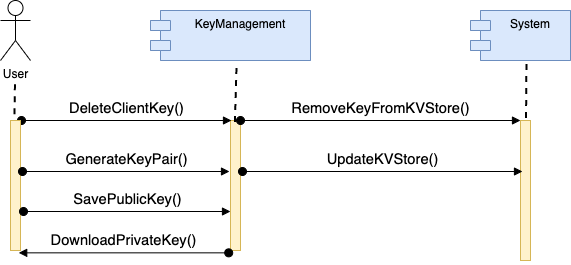 KeyManagement
System
User
DeleteClientKey()
RemoveKeyFromKVStore()
GenerateKeyPair()
UpdateKVStore()
SavePublicKey()
DownloadPrivateKey()